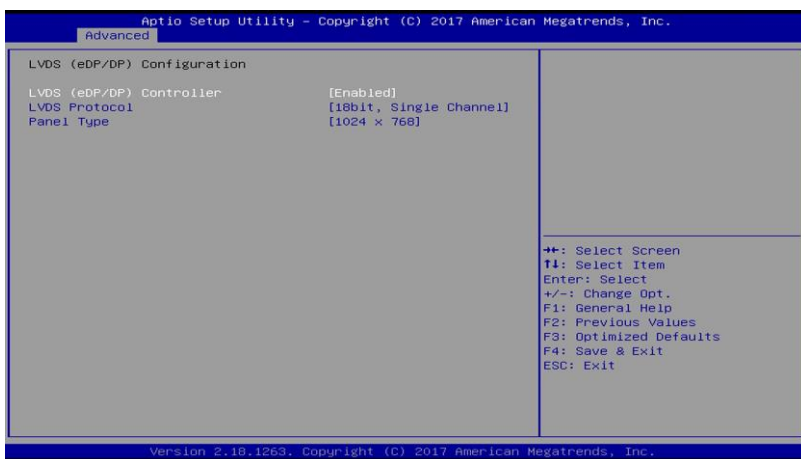 Aptio Setup Utility – Copyright (C) 2017 American Megatrends, Inc.
Advanced
LVDS (eDP/DP) Configuration
LVDS (eDP/DP) Controller [Enabled]
LVDS Protocol [18bit, Single Channel]
Panel Type [1024 x 768]
→←: Select Screen
↑↓: Select Item
Enter: Select
+/-: Change Opt.
F1: General Help
F2: Previous Values
F3: Optimized Defaults
F4: Save & Exit
ESC: Exit
Version 2.18.1263. Copyright (C) 2017 American Megatrends, Inc.